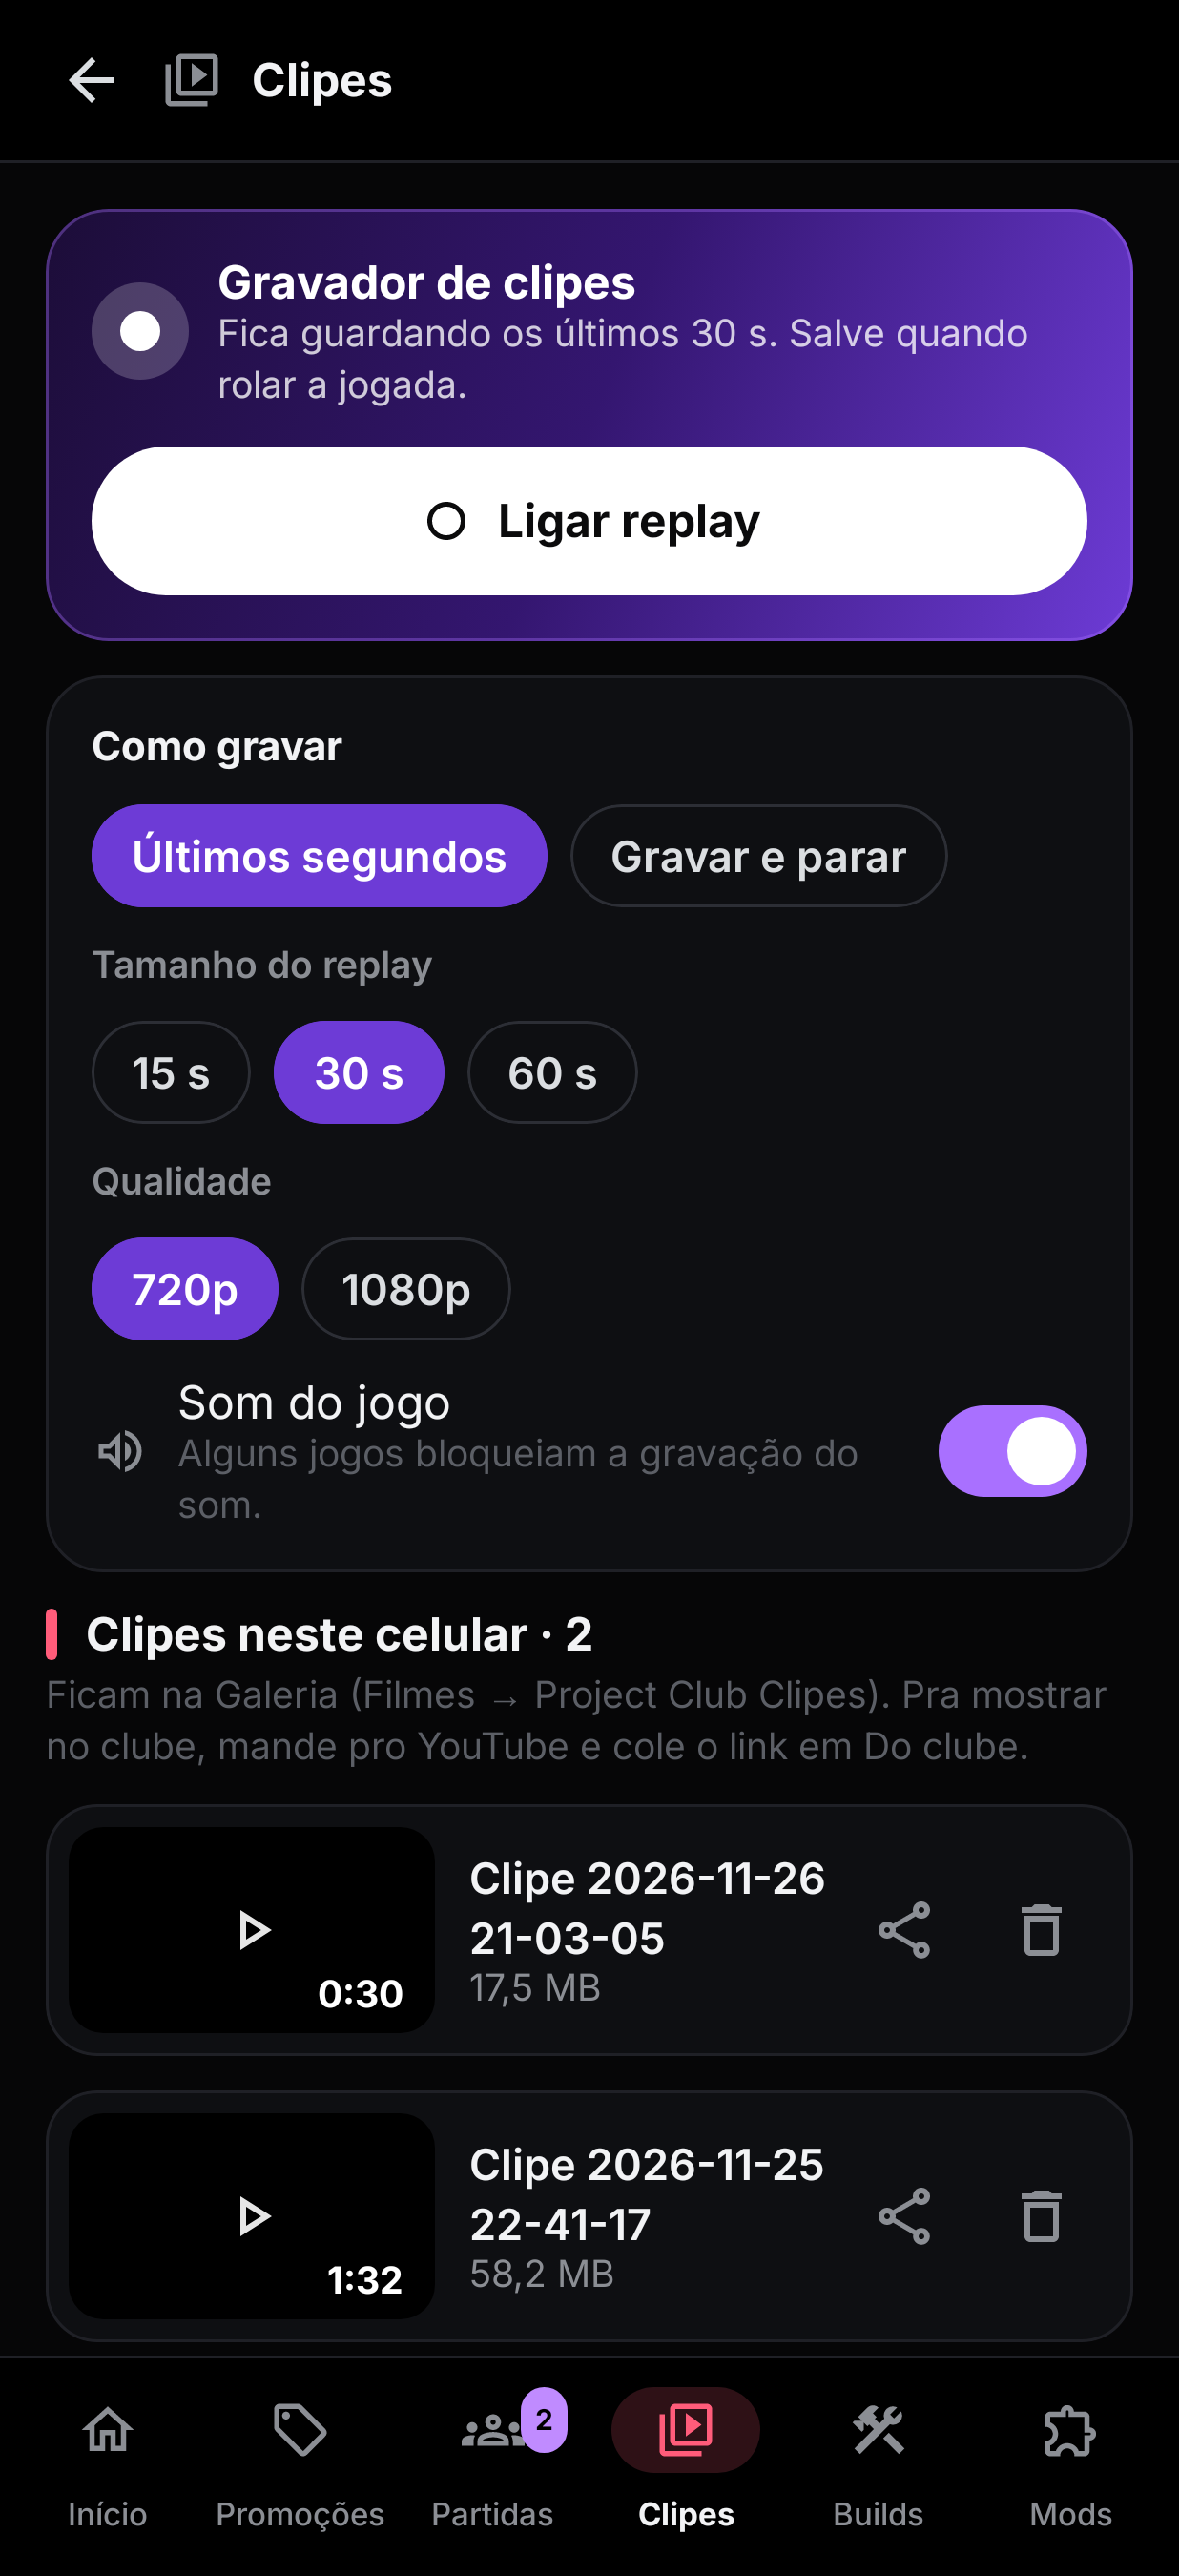 Clipes
Gravador de clipes
Fica guardando os últimos 30 s. Salve quando
rolar a jogada.
Ligar replay
Como gravar
Últimos segundos
Gravar e parar
Tamanho do replay
15 s
30 s
60 s
Qualidade
720p
1080p
Som do jogo
Alguns jogos bloqueiam a gravação do
som.
Clipes neste celular · 2
Ficam na Galeria (Filmes → Project Club Clipes). Pra mostrar
no clube, mande pro YouTube e cole o link em Do clube.
Clipe 2026-11-26
21-03-05
17,5 MB
0:30
Clipe 2026-11-25
22-41-17
58,2 MB
1:32
2
Início
Promoções
Partidas
Clipes
Builds
Mods